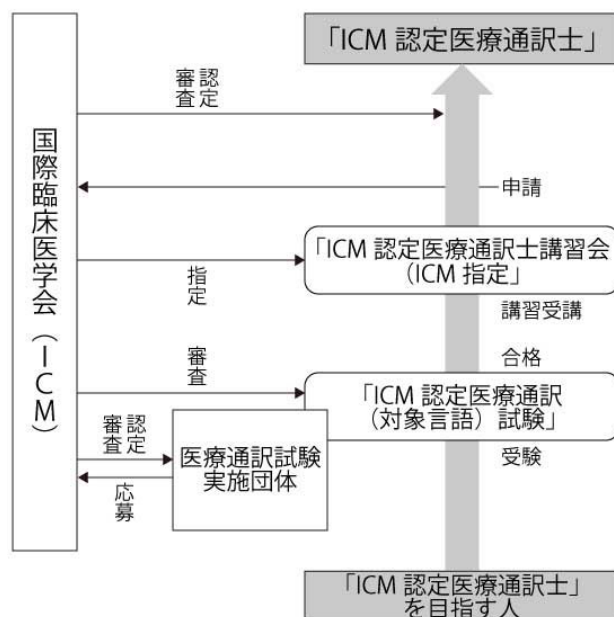 「ICM 認定医療通訳士」
審査
認定
申請
国際臨床医学会（ICM）
「ICM 認定医療通訳士講習会
（ICM 指定」
指定
講習受講
合格
審査
「ICM 認定医療通訳
（対象言語）試験」
審査
認定
医療通訳試験
実施団体
受験
応募
「ICM 認定医療通訳士」
を目指す人